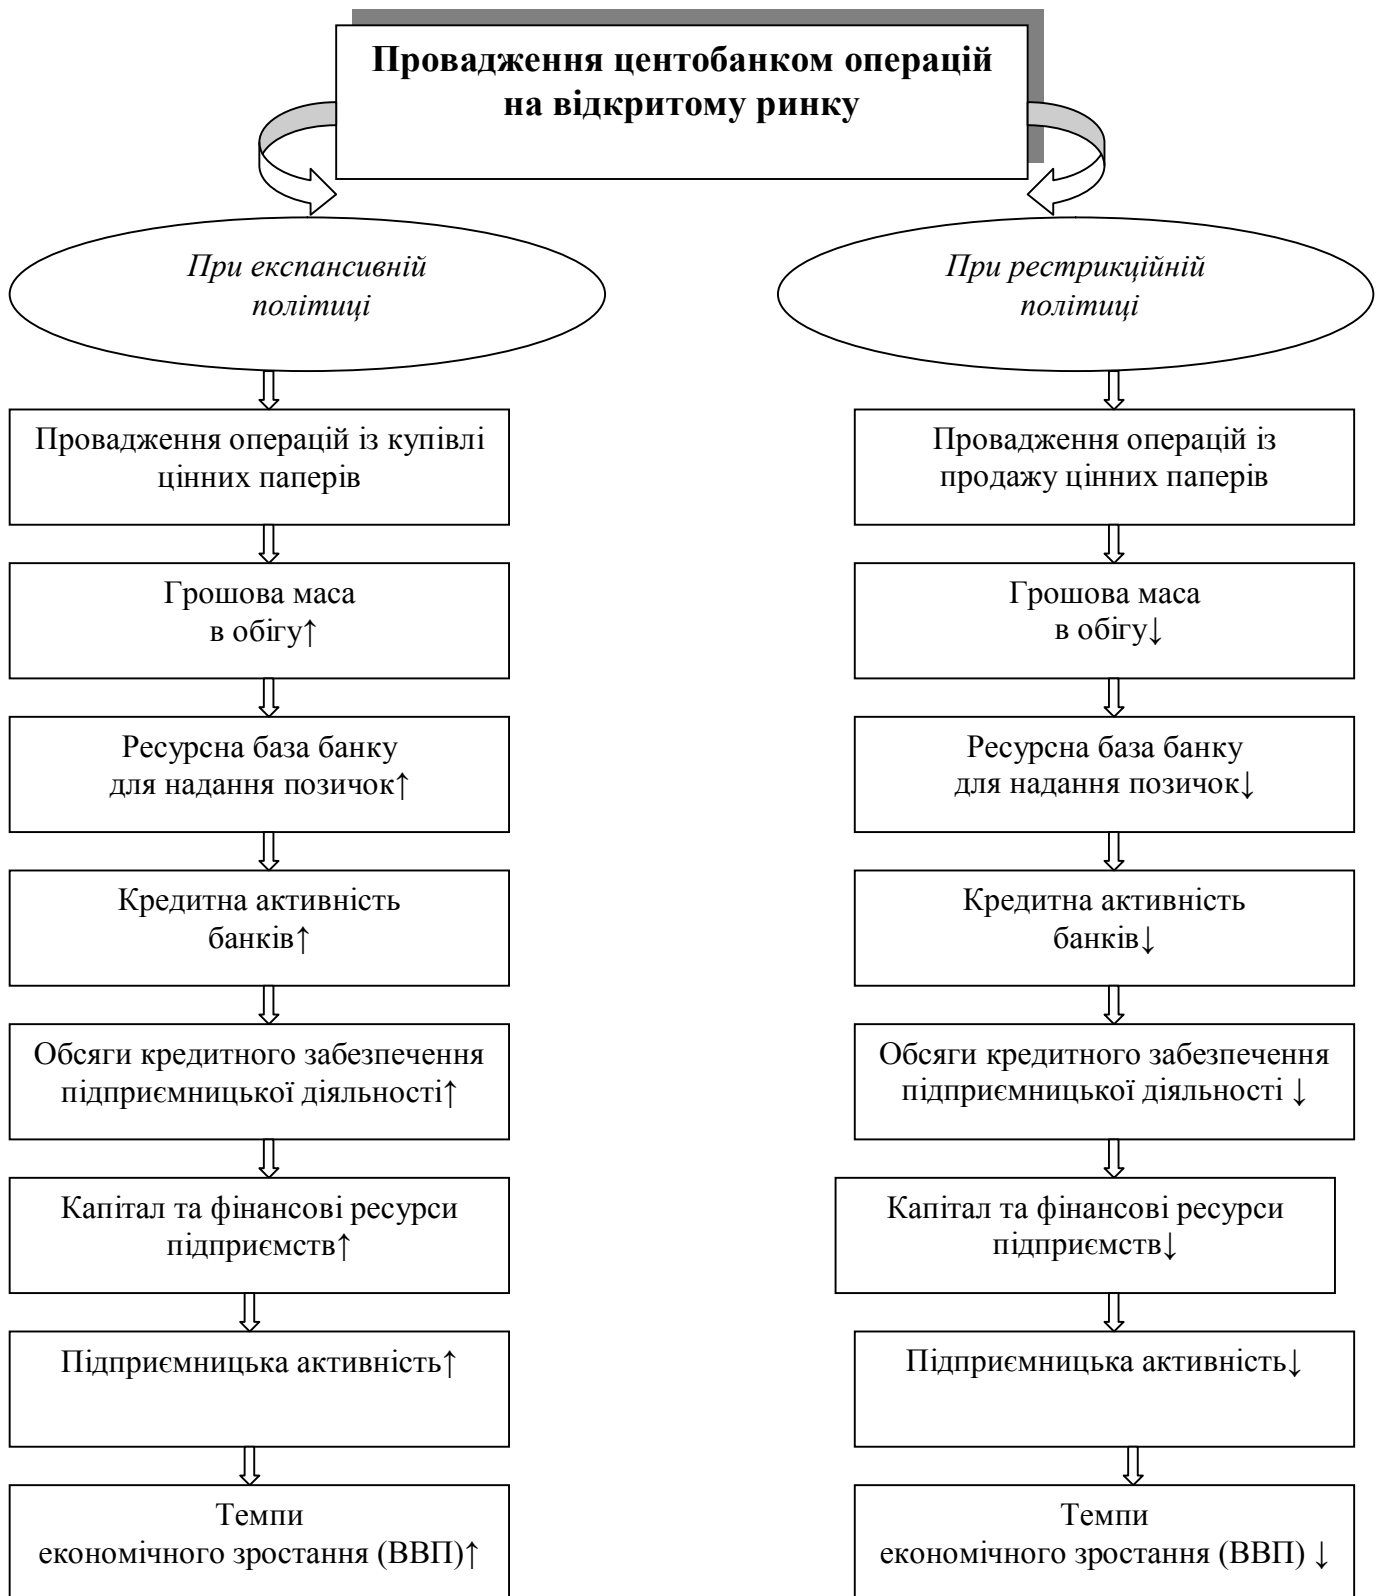 Провадження центобанком операцій
на відкритому ринку
При експансивній
політиці
Провадження операцій із купівлі
цінних паперів
Грошова маса
в обігу↑
Ресурсна база банку
для надання позичок↑
Кредитна активність
банків↑
Обсяги кредитного забезпечення
підприємницької діяльності↑
Капітал та фінансові ресурси
підприємств↑
Підприємницька активність↑
Темпи
економічного зростання (ВВП)↑
При рестрикційній
політиці
Провадження операцій із
продажу цінних паперів
Грошова маса
в обігу↓
Ресурсна база банку
для надання позичок↓
Кредитна активність
банків↓
Обсяги кредитного забезпечення
підприємницької діяльності ↓
Капітал та фінансові ресурси
підприємств↓
Підприємницька активність↓
Темпи
економічного зростання (ВВП) ↓